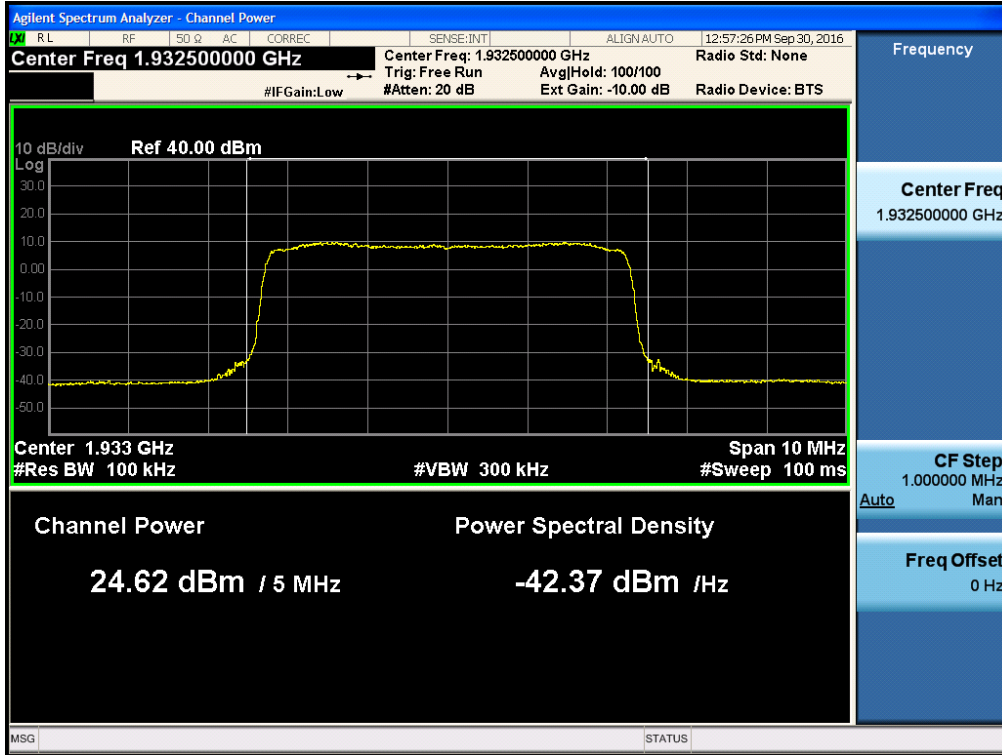 Agilent Spectrum Analyzer - Channel Power
LXI RL RF 50 Ω AC CORREC SENSE:INT ALIGN AUTO 12:57:26 PM Sep 30, 2016
Center Freq 1.932500000 GHz
Center Freq: 1.932500000 GHz Radio Std: None
Trig: Free Run Avg|Hold: 100/100
#IFGain:Low #Atten: 20 dB Ext Gain: -10.00 dB Radio Device: BTS
10 dB/div Ref 40.00 dBm
Log
30.0
20.0
10.0
0.00
-10.0
-20.0
-30.0
-40.0
-50.0
Center 1.933 GHz Span 10 MHz
#Res BW 100 kHz #VBW 300 kHz #Sweep 100 ms
Channel Power Power Spectral Density
24.62 dBm / 5 MHz -42.37 dBm /Hz
MSG STATUS
Frequency
Center Freq
1.932500000 GHz
CF Step
1.000000 MHz
Auto Man
Freq Offset
0 Hz